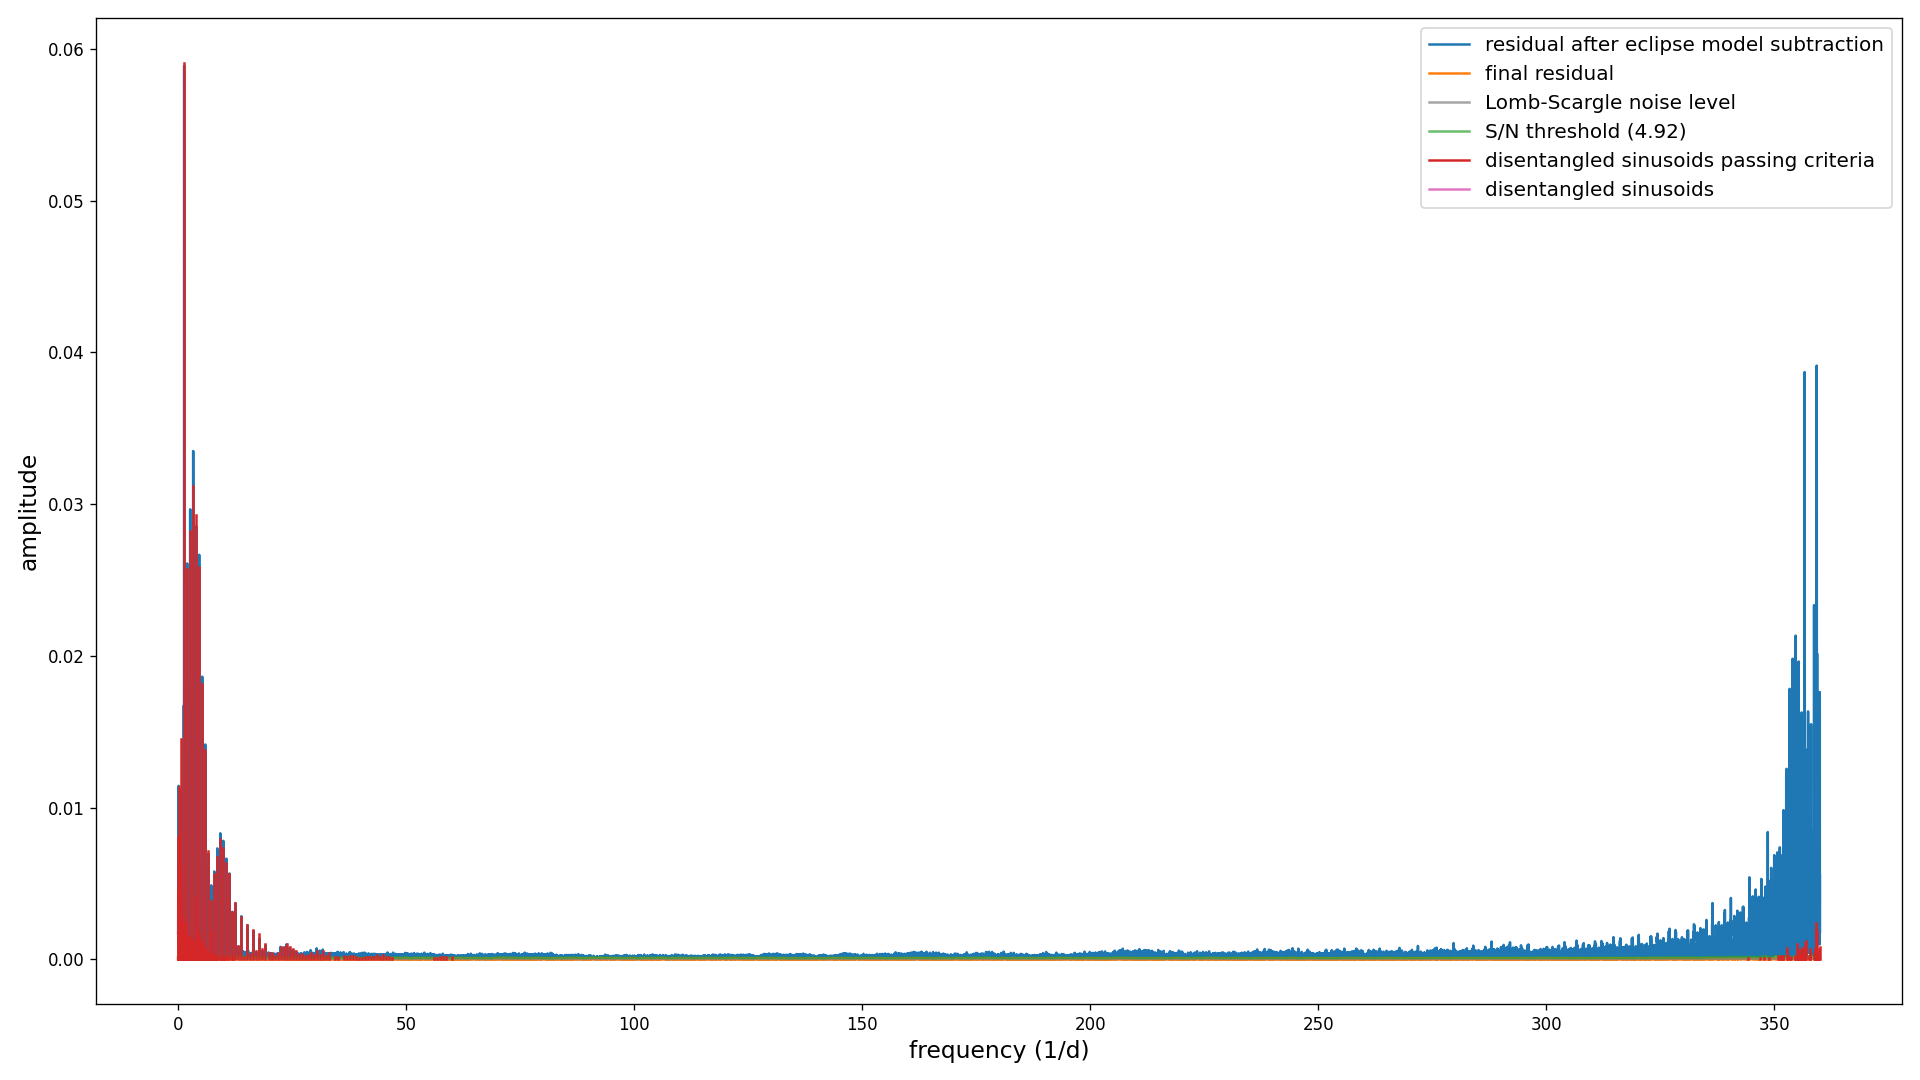 residual after eclipse model subtraction
final residual
Lomb-Scargle noise level
S/N threshold (4.92)
disentangled sinusoids passing criteria
disentangled sinusoids
amplitude
0.06
0.05
0.04
0.03
0.02
0.01
0.00
0 50 100 150 200 250 300 350
frequency (1/d)